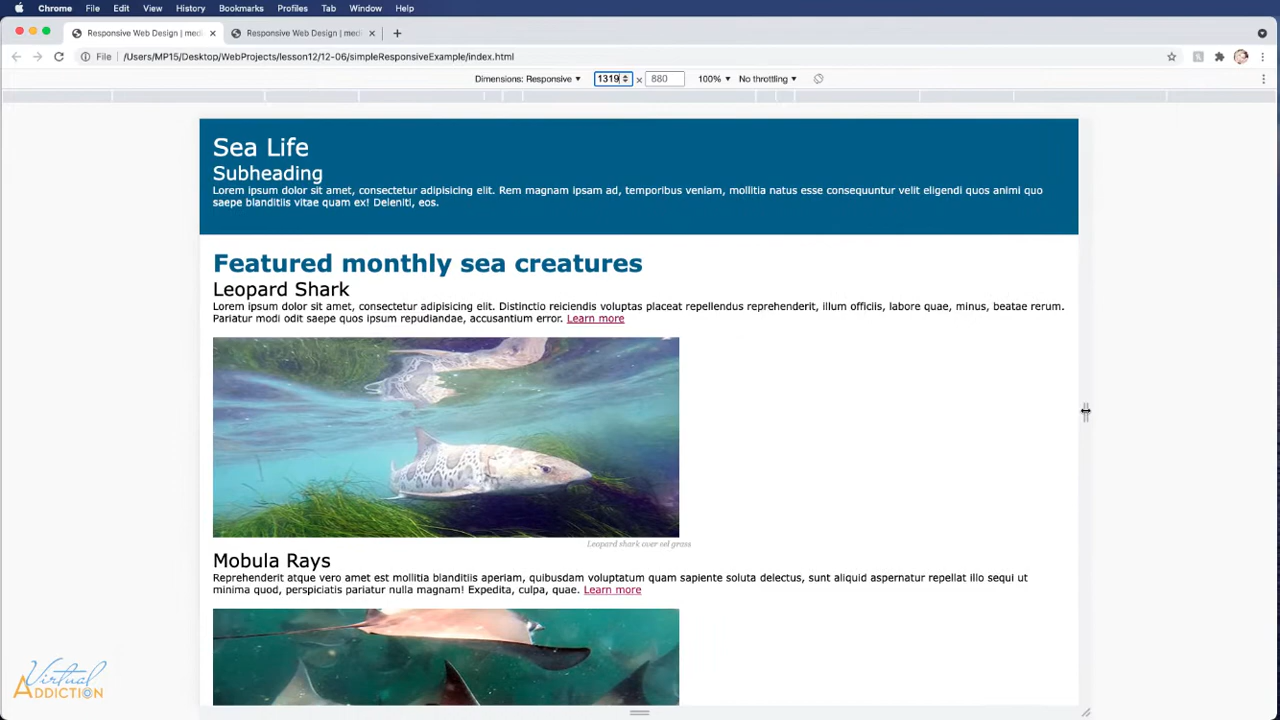 Chrome File Edit View History Bookmarks Profiles Tab Window Help
Responsive Web Design | med × Responsive Web Design | med × +
File /Users/MP15/Desktop/WebProjects/lesson12/12-06/simpleResponsiveExample/index.html
Dimensions: Responsive ▼ 1319 × 880 100% ▼ No throttling ▼
Sea Life
Subheading
Lorem ipsum dolor sit amet, consectetur adipisicing elit. Rem magnam ipsam ad, temporibus veniam, mollitia natus esse consequuntur velit eligendi quos animi quo
saepe blanditiis vitae quam ex! Deleniti, eos.
Featured monthly sea creatures
Leopard Shark
Lorem ipsum dolor sit amet, consectetur adipisicing elit. Distinctio reiciendis voluptas placeat repellendus reprehenderit, illum officiis, labore quae, minus, beatae rerum.
Pariatur modi odit saepe quos ipsum repudiandae, accusantium error. Learn more
Leopard shark over eel grass
Mobula Rays
Reprehenderit atque vero amet est mollitia blanditiis aperiam, quibusdam voluptatum quam sapiente soluta delectus, sunt aliquid aspernatur repellat illo sequi ut
minima quod, perspiciatis pariatur nulla magnam! Expedita, culpa, quae. Learn more
Virtual
ADDICTION